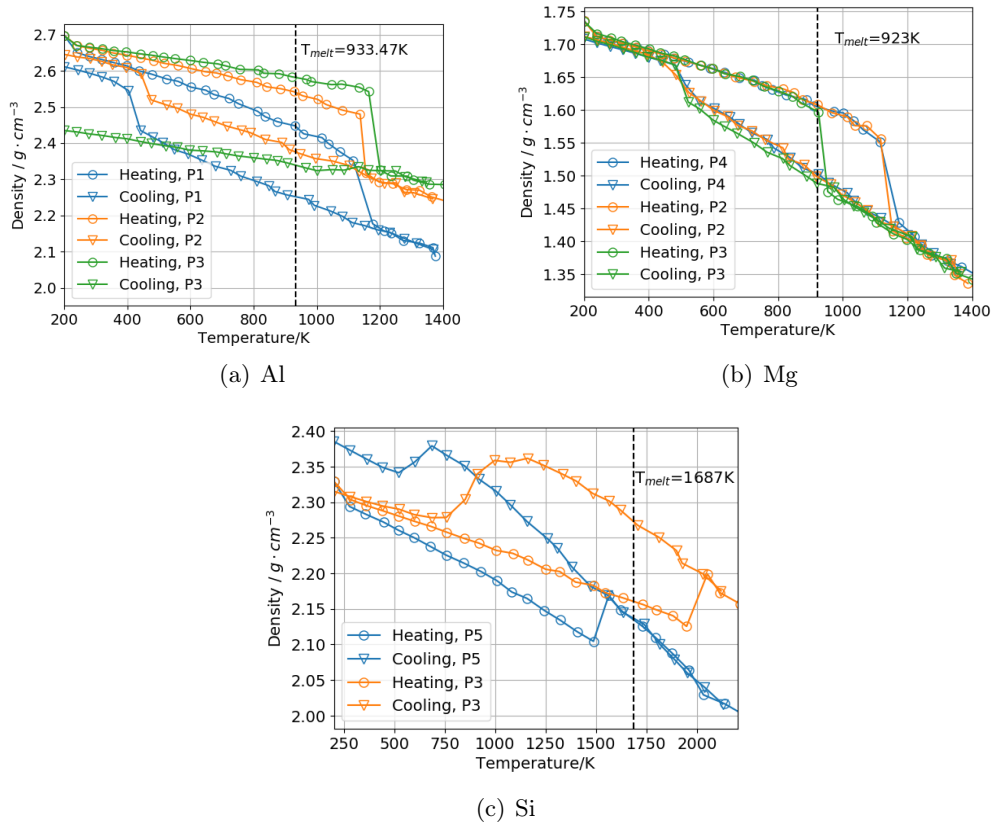 2.7
2.6
2.5
2.4
2.3
2.2
2.1
2.0
Density / g · cm⁻³
T_melt=933.47K
Heating, P1
Cooling, P1
Heating, P2
Cooling, P2
Heating, P3
Cooling, P3
200 400 600 800 1000 1200 1400
Temperature/K
(a) Al
1.75
1.70
1.65
1.60
1.55
1.50
1.45
1.40
1.35
Density / g · cm⁻³
T_melt=923K
Heating, P4
Cooling, P4
Heating, P2
Cooling, P2
Heating, P3
Cooling, P3
200 400 600 800 1000 1200 1400
Temperature/K
(b) Mg
2.40
2.35
2.30
2.25
2.20
2.15
2.10
2.05
2.00
Density / g · cm⁻³
T_melt=1687K
Heating, P5
Cooling, P5
Heating, P3
Cooling, P3
250 500 750 1000 1250 1500 1750 2000
Temperature/K
(c) Si